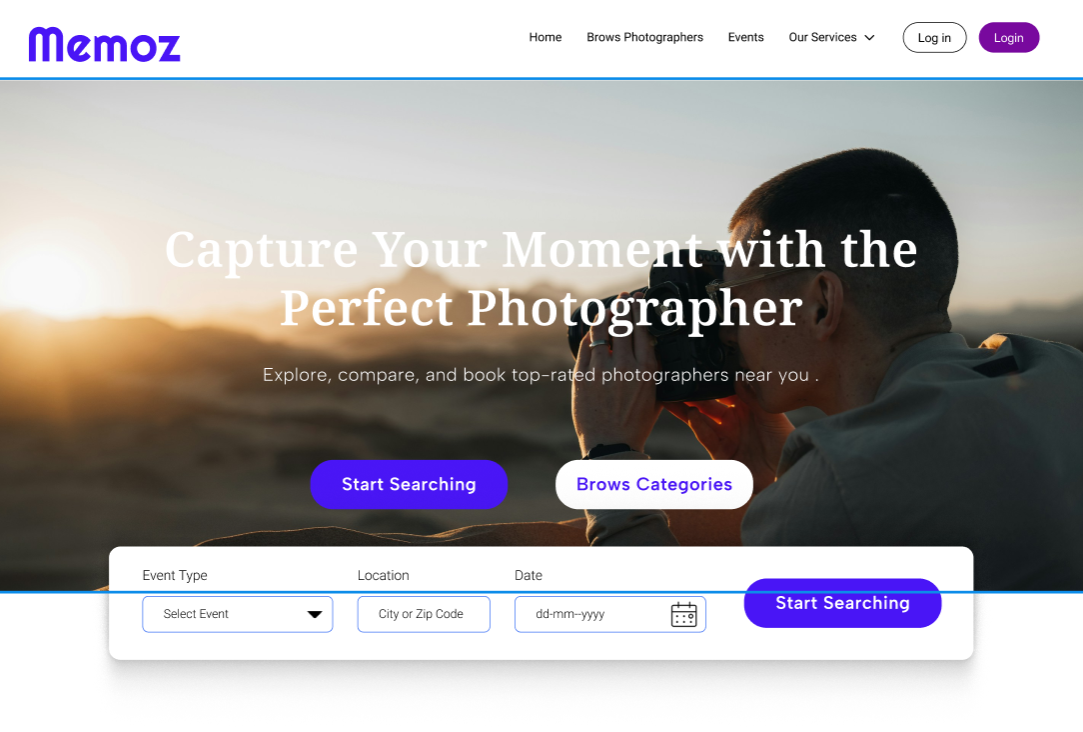 Memoz
Home Brows Photographers Events Our Services Log in Login
Capture Your Moment with the
Perfect Photographer
Explore, compare, and book top-rated photographers near you .
Start Searching Brows Categories
Event Type Location Date
Select Event City or Zip Code dd-mm--yyyy Start Searching